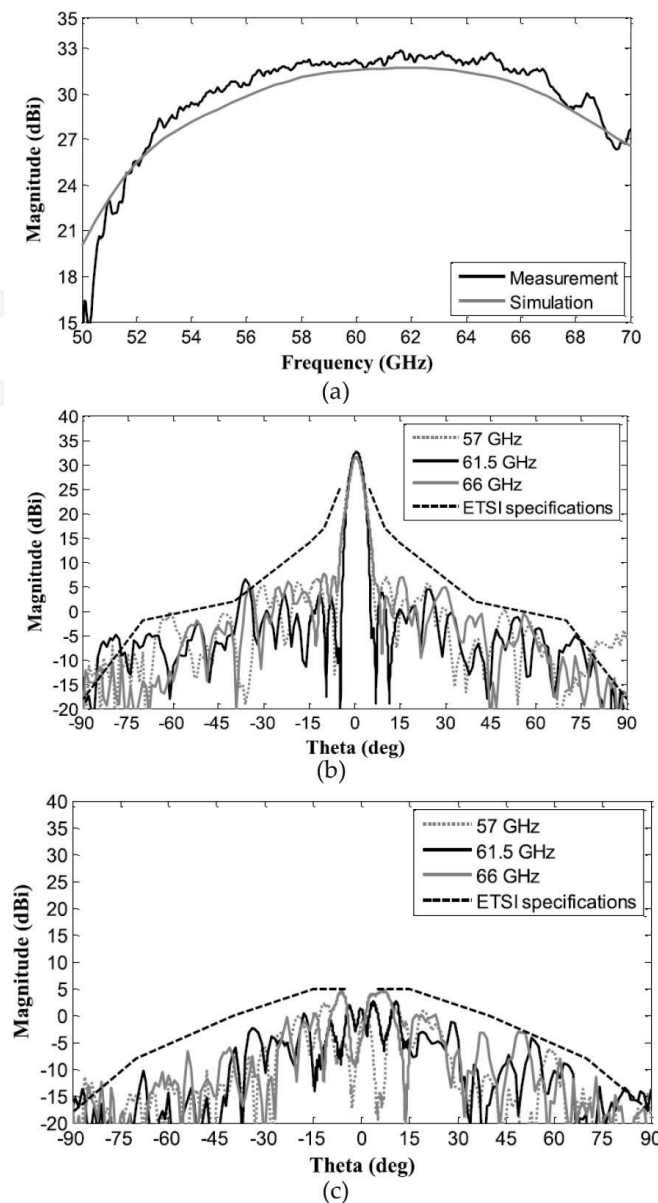 33
30
27
24
21
18
15
Magnitude (dBi)
Measurement
Simulation
50 52 54 56 58 60 62 64 66 68 70
Frequency (GHz)
(a)
40
35
30
25
20
15
10
5
0
-5
-10
-15
-20
Magnitude (dBi)
57 GHz
61.5 GHz
66 GHz
ETSI specifications
-90 -75 -60 -45 -30 -15 0 15 30 45 60 75 90
Theta (deg)
(b)
40
35
30
25
20
15
10
5
0
-5
-10
-15
-20
Magnitude (dBi)
57 GHz
61.5 GHz
66 GHz
ETSI specifications
-90 -75 -60 -45 -30 -15 0 15 30 45 60 75 90
Theta (deg)
(c)